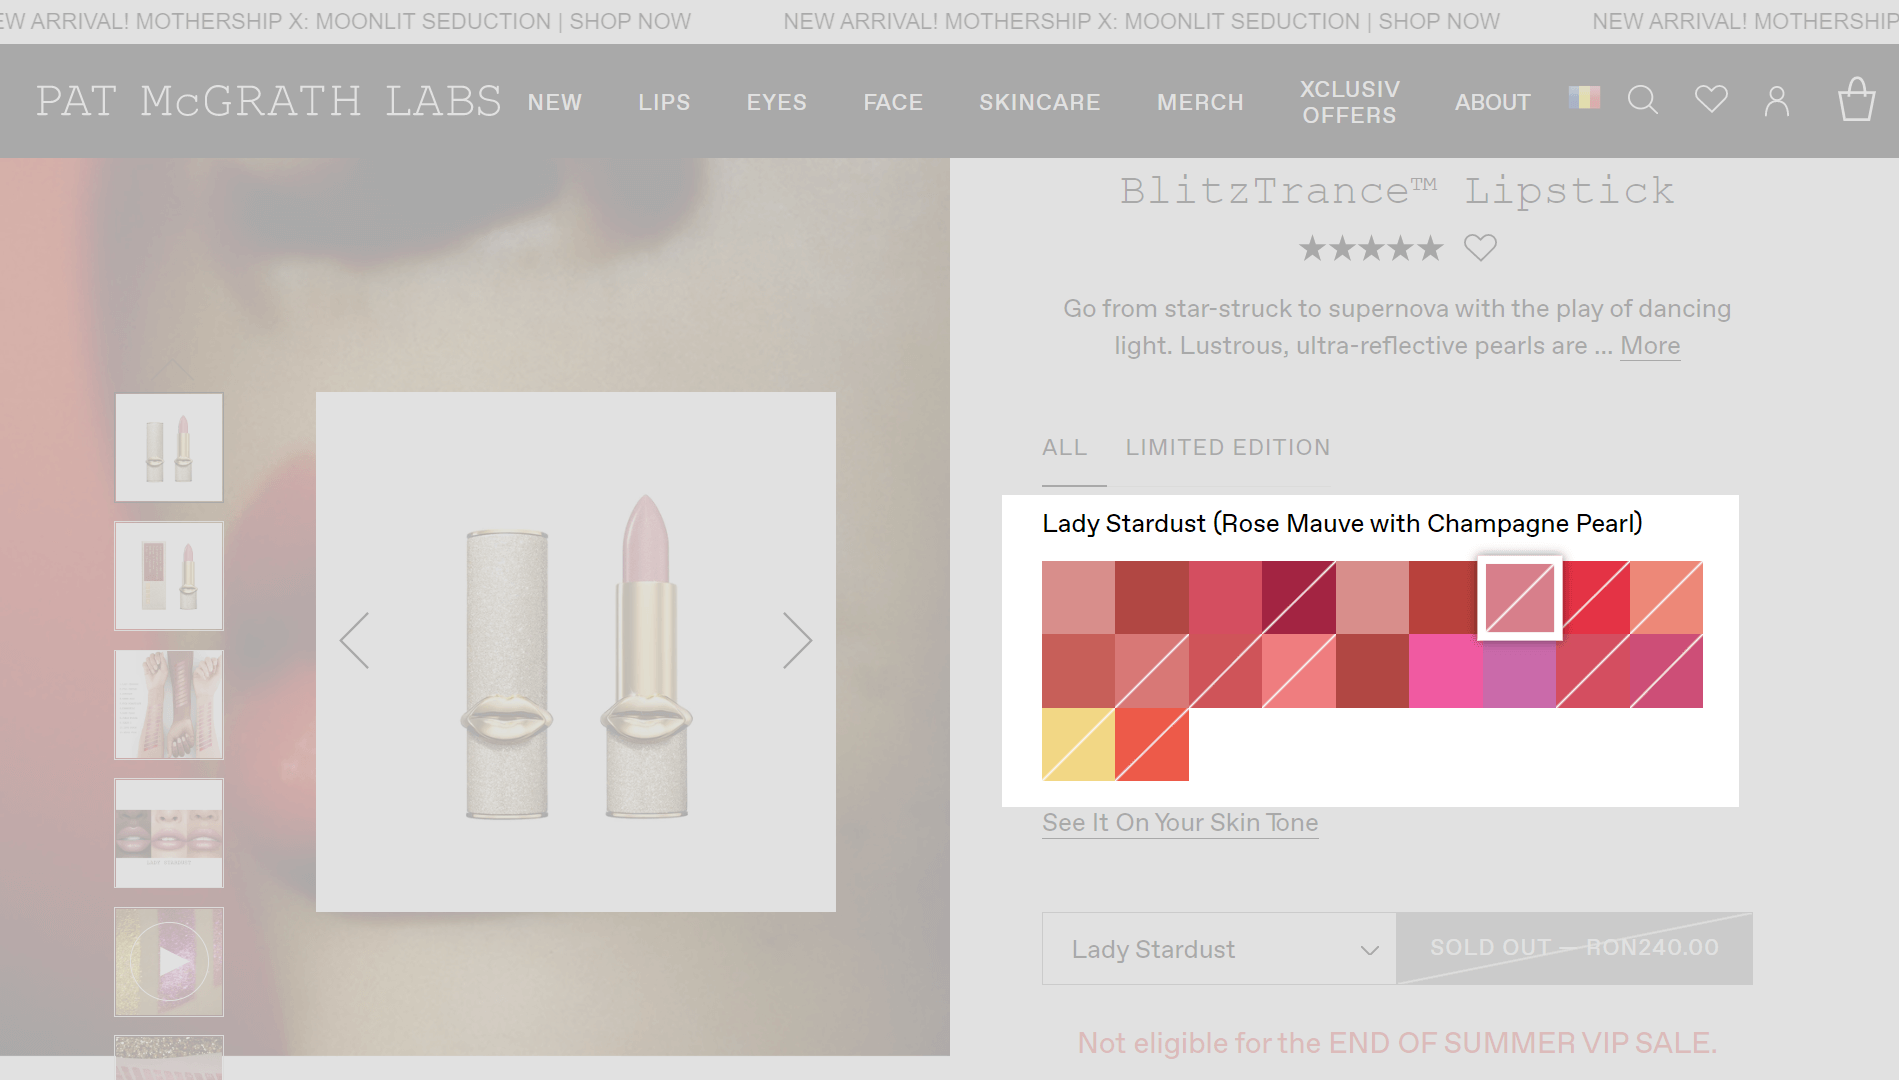 EW ARRIVAL! MOTHERSHIP X: MOONLIT SEDUCTION | SHOP NOW NEW ARRIVAL! MOTHERSHIP X: MOONLIT SEDUCTION | SHOP NOW NEW ARRIVAL! MOTHERSHIP
PAT McGRATH LABS NEW LIPS EYES FACE SKINCARE MERCH XCLUSIV OFFERS ABOUT
BlitzTrance™ Lipstick
Go from star-struck to supernova with the play of dancing
light. Lustrous, ultra-reflective pearls are ... More
ALL LIMITED EDITION
Lady Stardust (Rose Mauve with Champagne Pearl)
See It On Your Skin Tone
Lady Stardust SOLD OUT — RON240.00
Not eligible for the END OF SUMMER VIP SALE.
LADY STARDUST